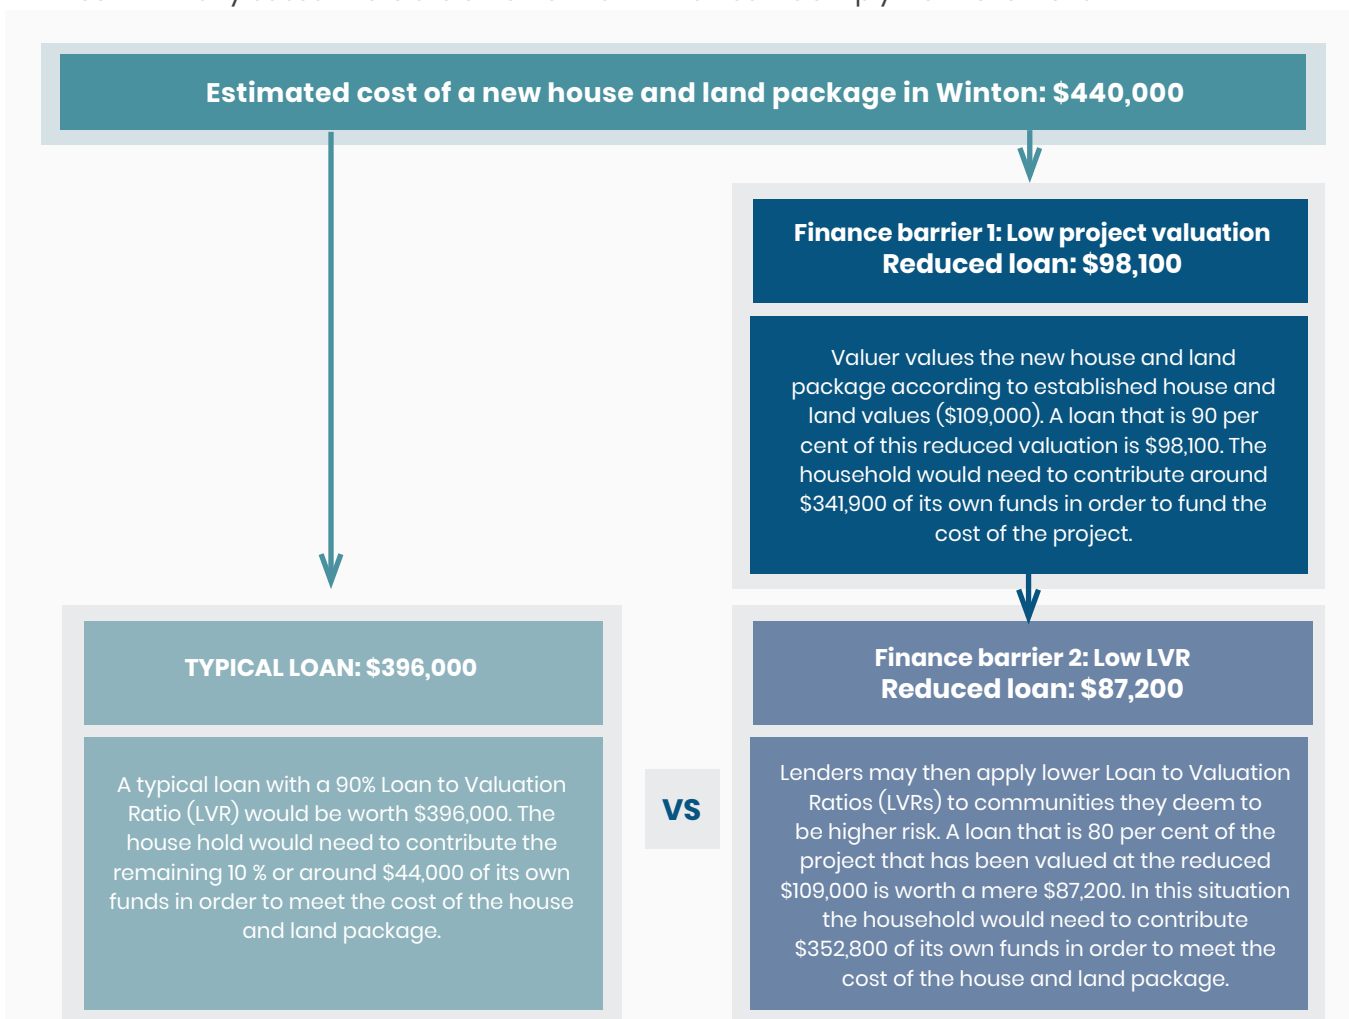 Estimated cost of a new house and land package in Winton: $440,000
Finance barrier 1: Low project valuation
Reduced loan: $98,100
Valuer values the new house and land
package according to established house and
land values ($109,000). A loan that is 90 per
cent of this reduced valuation is $98,100. The
household would need to contribute around
$341,900 of its own funds in order to fund the
cost of the project.
TYPICAL LOAN: $396,000
A typical loan with a 90% Loan to Valuation
Ratio (LVR) would be worth $396,000. The
house hold would need to contribute the
remaining 10 % or around $44,000 of its own
funds in order to meet the cost of the house
and land package.
VS
Finance barrier 2: Low LVR
Reduced loan: $87,200
Lenders may then apply lower Loan to Valuation
Ratios (LVRs) to communities they deem to
be higher risk. A loan that is 80 per cent of the
project that has been valued at the reduced
$109,000 is worth a mere $87,200. In this situation
the household would need to contribute
$352,800 of its own funds in order to meet the
cost of the house and land package.